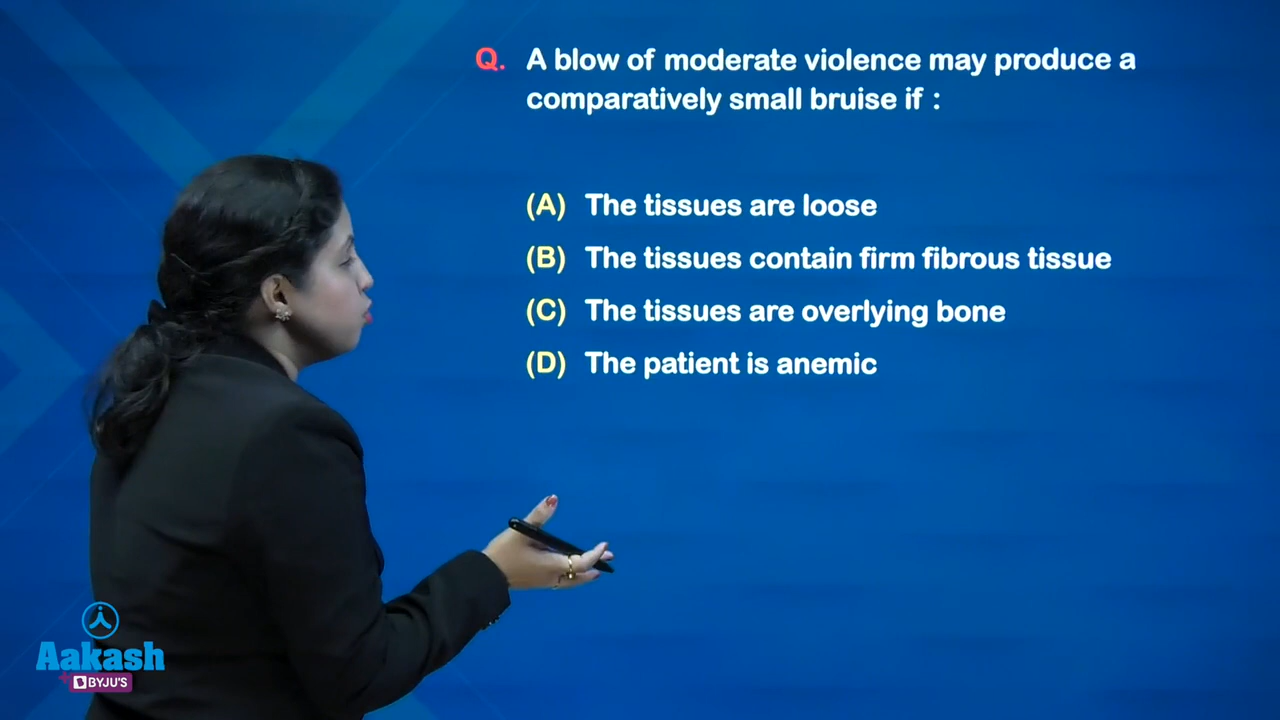 Q. A blow of moderate violence may produce a
comparatively small bruise if :
(A) The tissues are loose
(B) The tissues contain firm fibrous tissue
(C) The tissues are overlying bone
(D) The patient is anemic
Aakash
+ BYJU'S